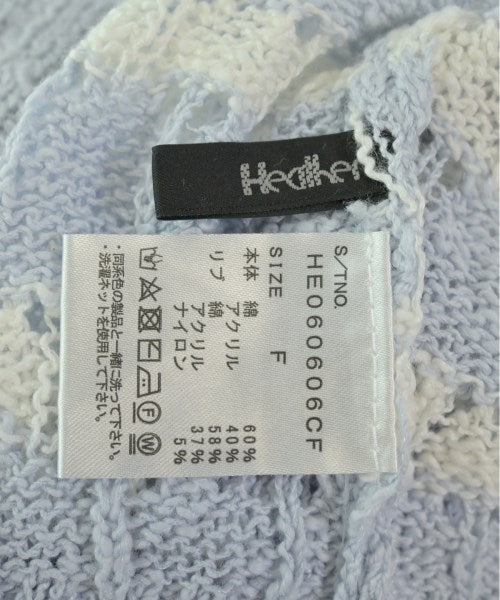 S/TNO.
HE060606CF
SIZE F
本体 綿 60%
アクリル 40%
リブ 綿 58%
アクリル 37%
ナイロン 5%
・同系色の製品と一緒に洗って下さい。
・洗濯ネットを使用して下さい。